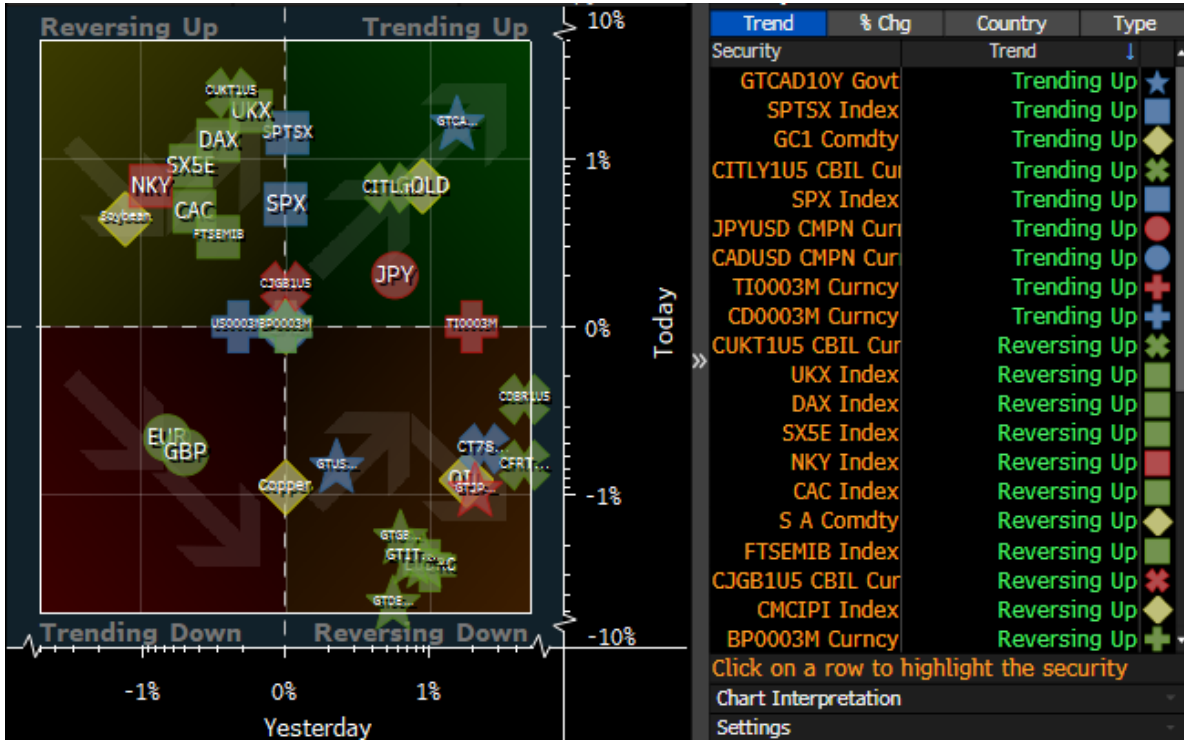 Reversing Up
Trending Up
10%
CUKT1U5
UKX
GTCA...
DAX
SPTSX
SX5E
1%
NKY
OLD
Soybean
CAC
SPX
FTSEMIB
JPY
CJGB1U5
US0003M
BP0003M
TI0003M
0%
Today
COBR1U5
EUR
GBP
CT7B...
GTUS...
CFRT...
Copper
GTJP...
-1%
GTGB...
GTIT...
GTDE...
Trending Down
Reversing Down
-10%
-1%
0%
1%
Yesterday
»
Trend % Chg Country Type
Security Trend ↓
GTCAD10Y Govt Trending Up
SPTSX Index Trending Up
GC1 Comdty Trending Up
CITLY1U5 CBIL Cur Trending Up
SPX Index Trending Up
JPYUSD CMPN Curr Trending Up
CADUSD CMPN Cur Trending Up
TI0003M Curncy Trending Up
CD0003M Curncy Trending Up
CUKT1U5 CBIL Cur Reversing Up
UKX Index Reversing Up
DAX Index Reversing Up
SX5E Index Reversing Up
NKY Index Reversing Up
CAC Index Reversing Up
S A Comdty Reversing Up
FTSEMIB Index Reversing Up
CJGB1U5 CBIL Cur Reversing Up
CMCIPI Index Reversing Up
BP0003M Curncy Reversing Up
Click on a row to highlight the security
Chart Interpretation
Settings